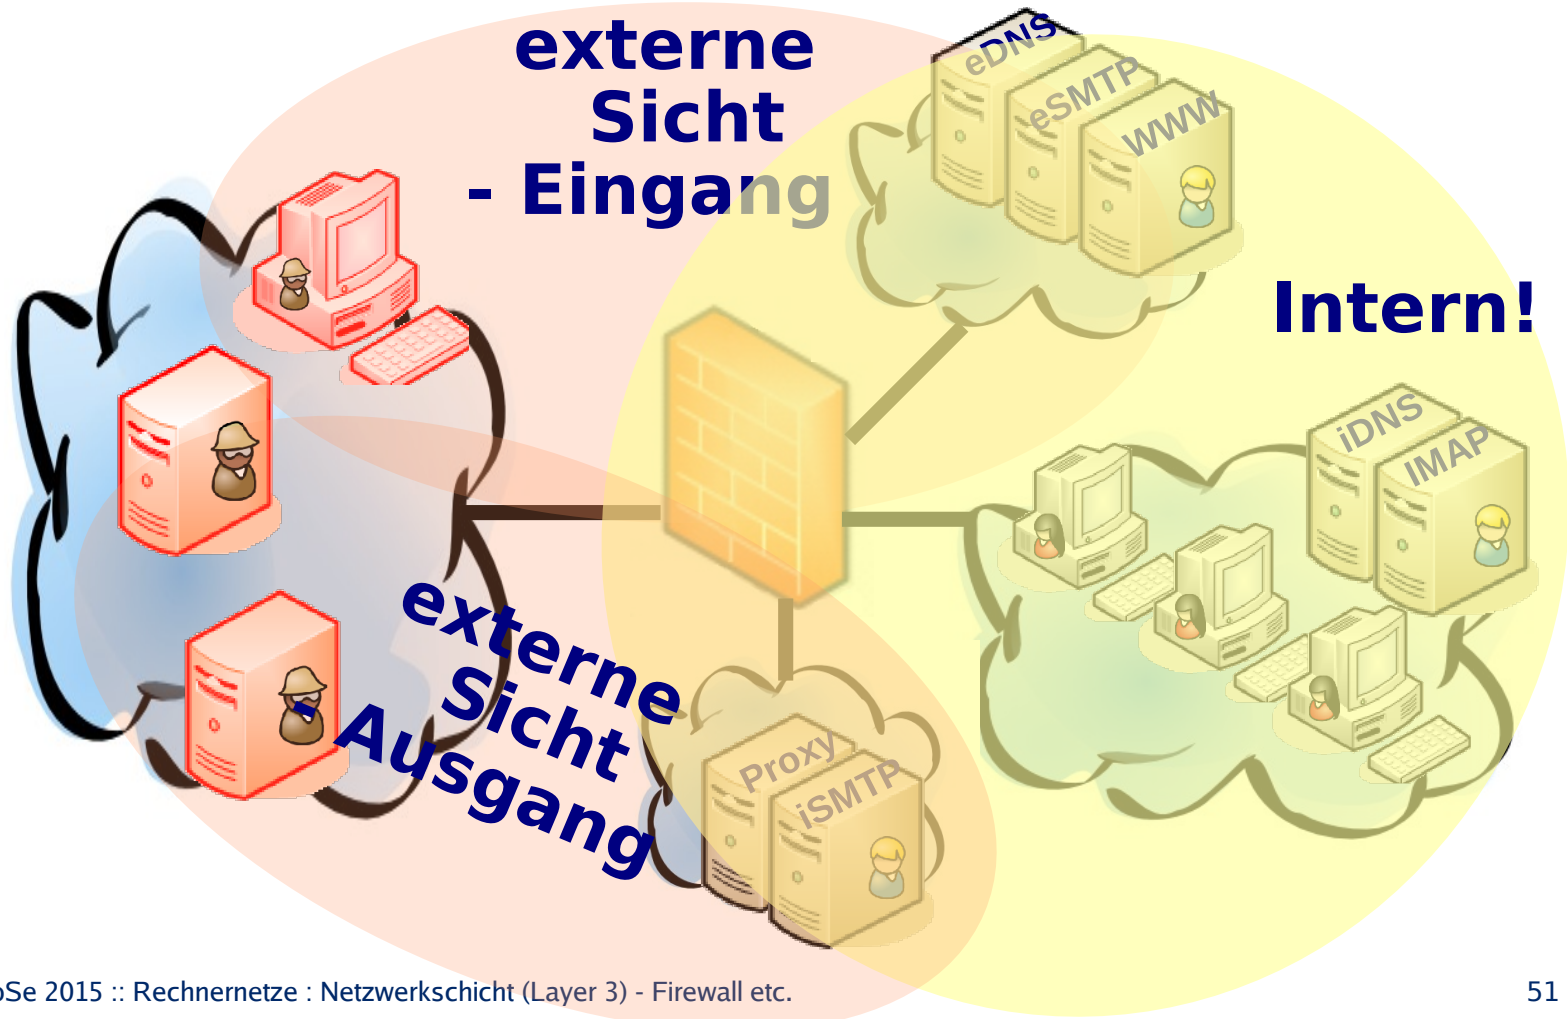 externe
Sicht
- Eingang
eDNS
eSMTP
WWW
Intern!
iDNS
IMAP
externe
Sicht
- Ausgang
Proxy
iSMTP
2015 :: Rechnernetze : Netzwerkschicht (Layer 3) - Firewall etc.
51